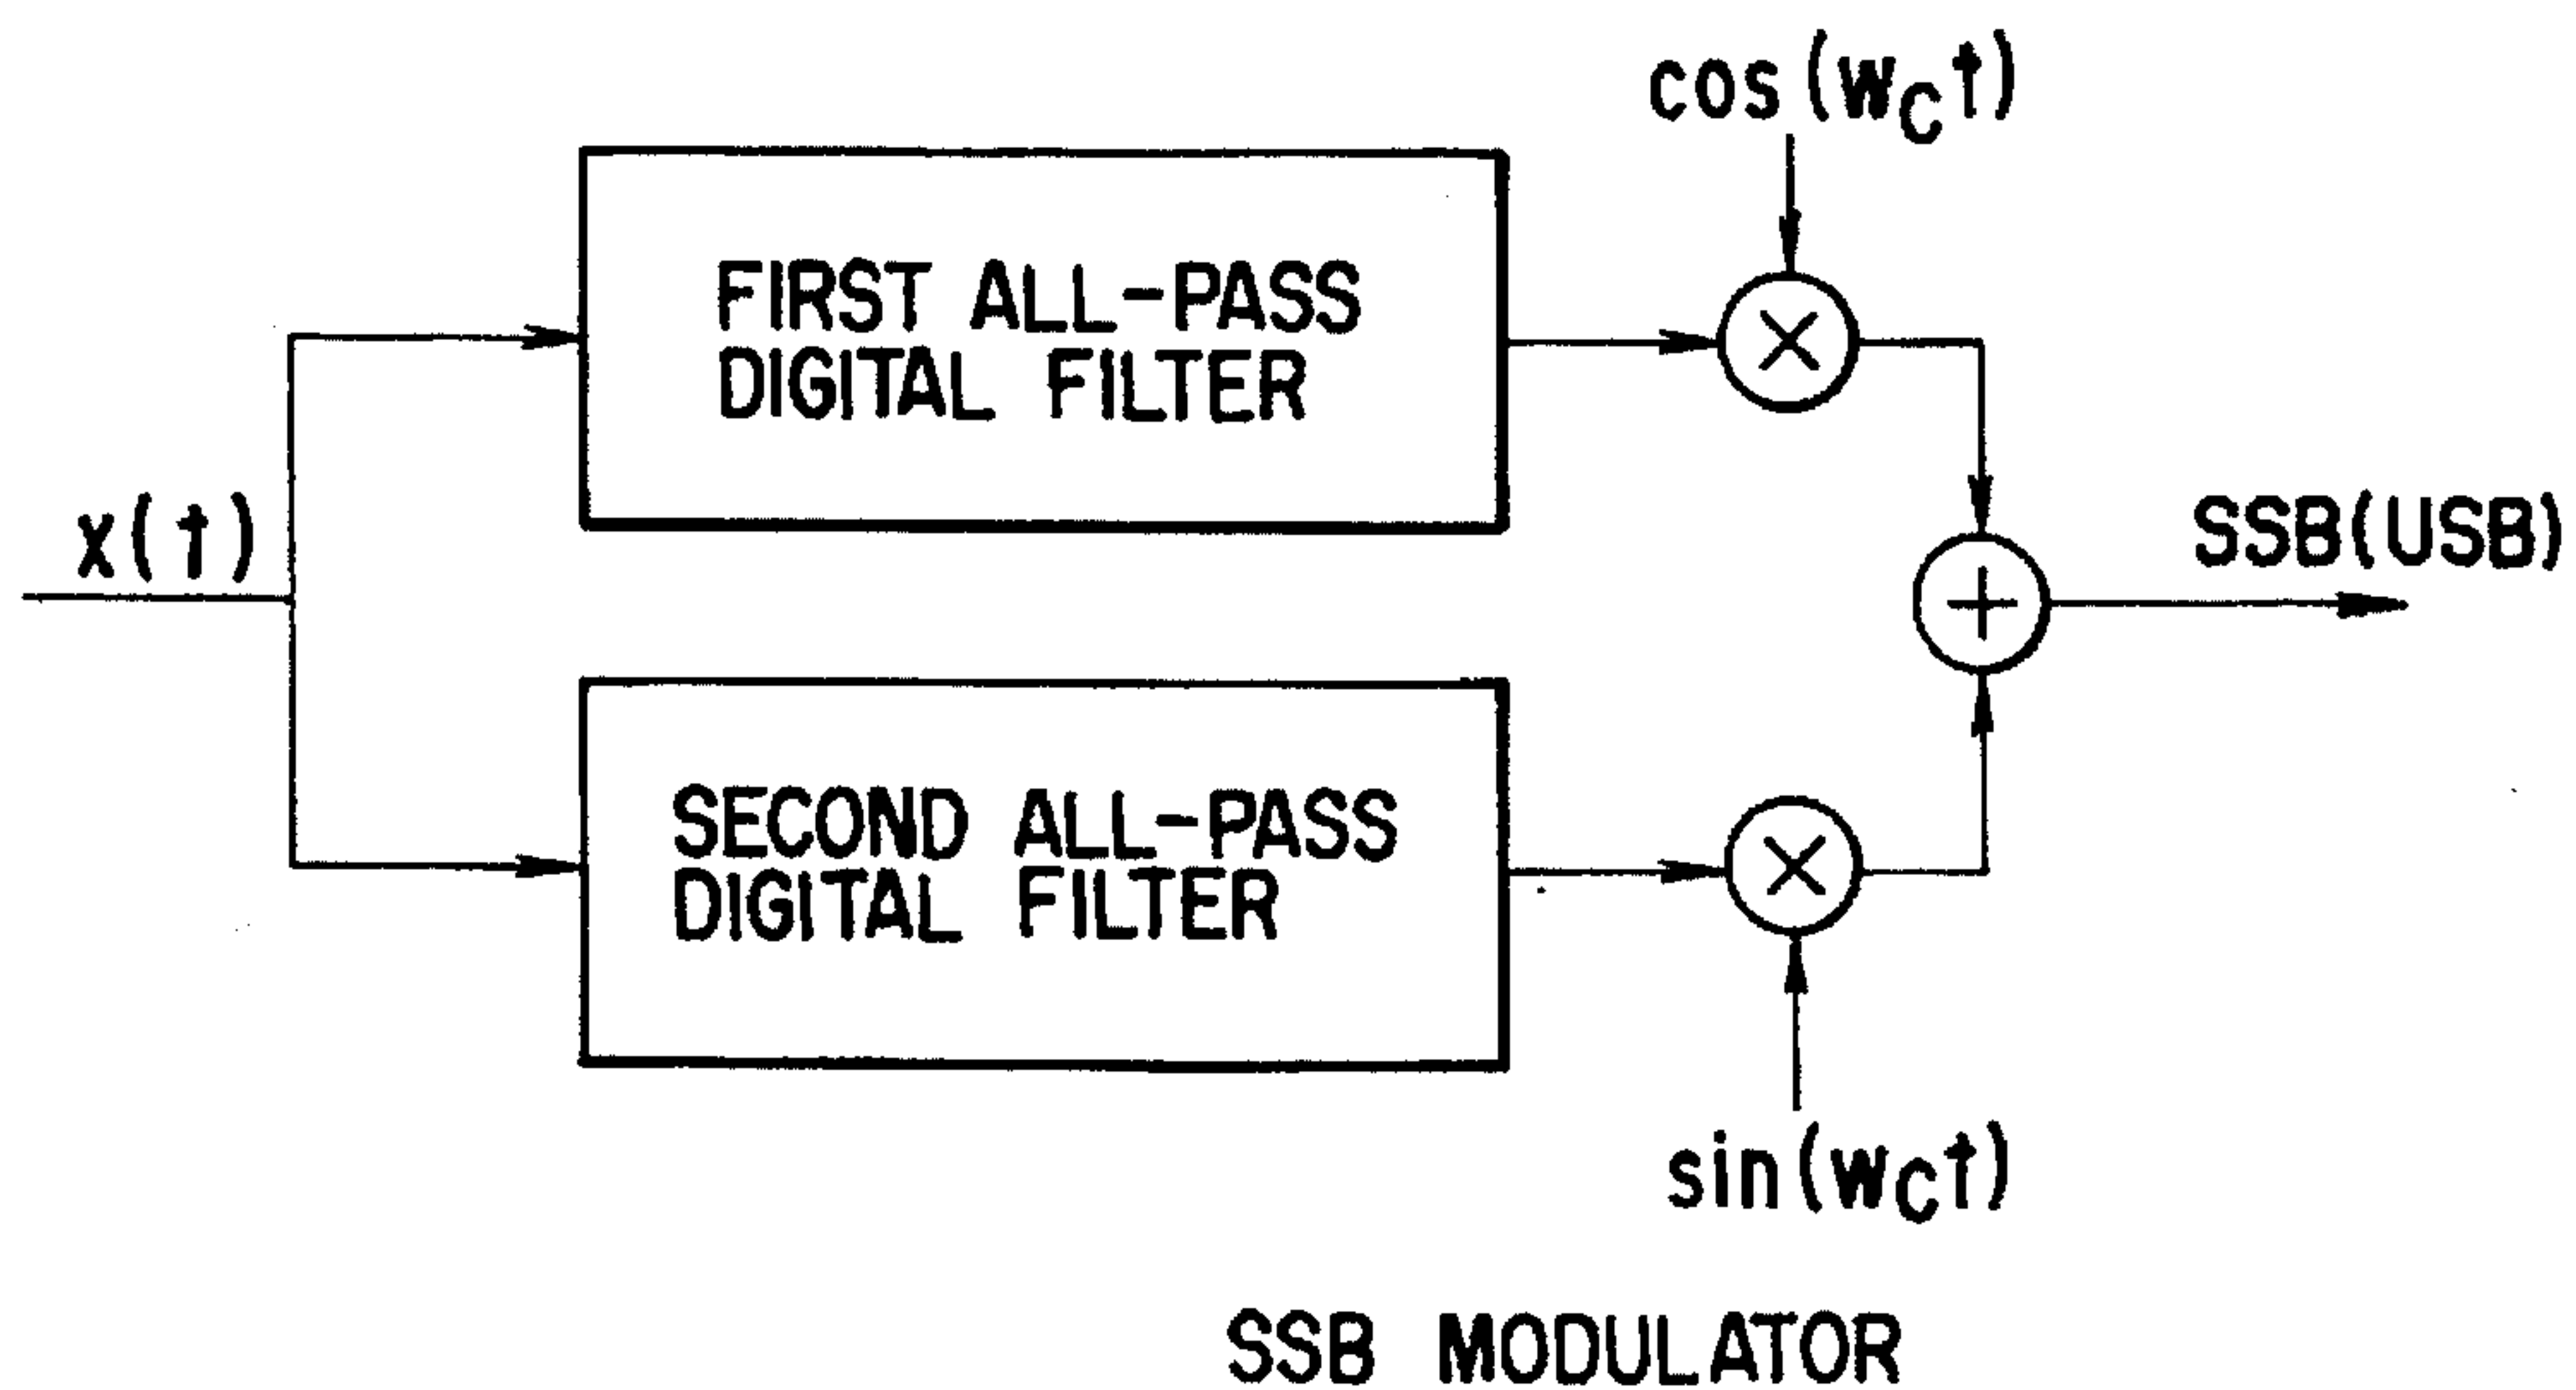 cos(wct)
FIRST ALL-PASS
DIGITAL FILTER
x(t)
SSB(USB)
SECOND ALL-PASS
DIGITAL FILTER
sin(wct)
SSB MODULATOR